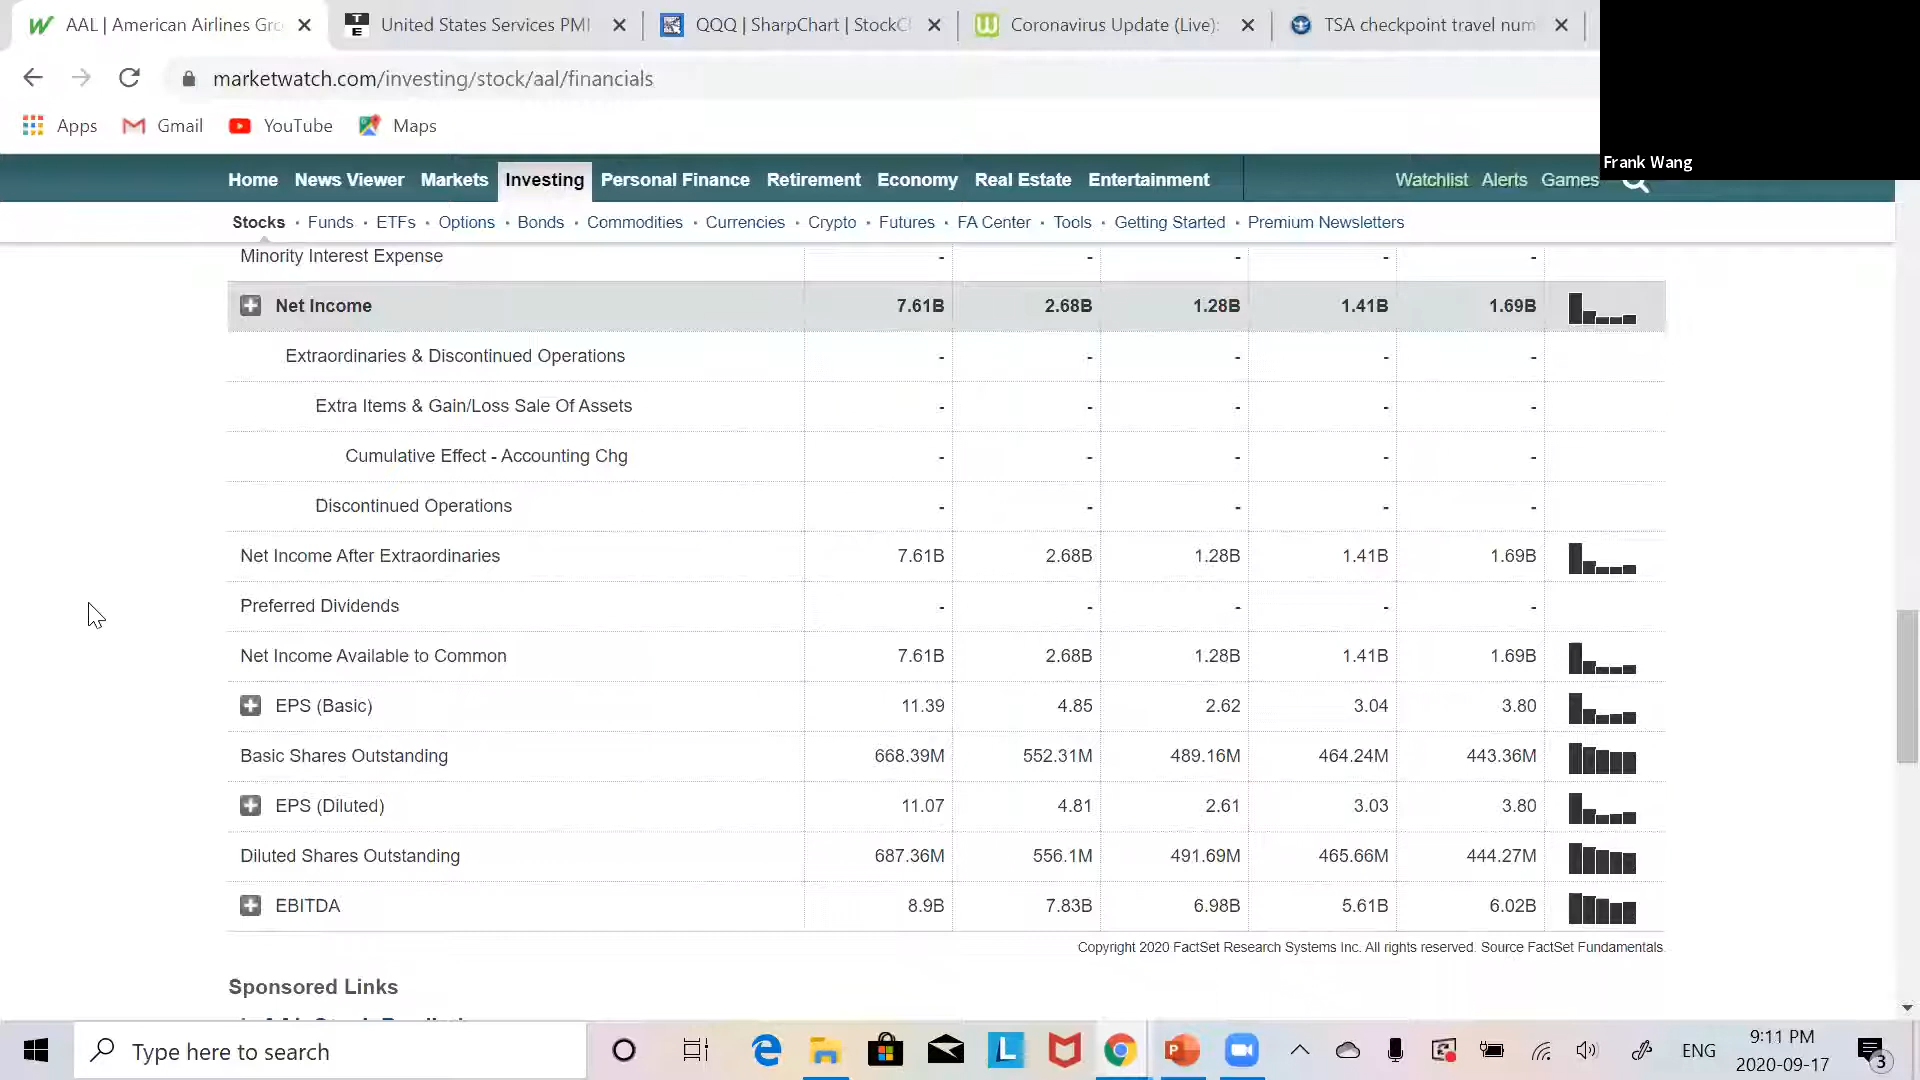 AAL | American Airlines Gro
United States Services PMI
QQQ | SharpChart | StockC
Coronavirus Update (Live):
TSA checkpoint travel num
marketwatch.com/investing/stock/aal/financials
Apps Gmail YouTube Maps
Frank Wang
Home News Viewer Markets Investing Personal Finance Retirement Economy Real Estate Entertainment Watchlist Alerts Games
Stocks · Funds · ETFs · Options · Bonds · Commodities · Currencies · Crypto · Futures · FA Center · Tools · Getting Started · Premium Newsletters
Minority Interest Expense - - - - -
Net Income 7.61B 2.68B 1.28B 1.41B 1.69B
Extraordinaries & Discontinued Operations - - - - -
Extra Items & Gain/Loss Sale Of Assets - - - - -
Cumulative Effect - Accounting Chg - - - - -
Discontinued Operations - - - - -
Net Income After Extraordinaries 7.61B 2.68B 1.28B 1.41B 1.69B
Preferred Dividends - - - - -
Net Income Available to Common 7.61B 2.68B 1.28B 1.41B 1.69B
EPS (Basic) 11.39 4.85 2.62 3.04 3.80
Basic Shares Outstanding 668.39M 552.31M 489.16M 464.24M 443.36M
EPS (Diluted) 11.07 4.81 2.61 3.03 3.80
Diluted Shares Outstanding 687.36M 556.1M 491.69M 465.66M 444.27M
EBITDA 8.9B 7.83B 6.98B 5.61B 6.02B
Copyright 2020 FactSet Research Systems Inc. All rights reserved. Source FactSet Fundamentals.
Sponsored Links
Type here to search
ENG
9:11 PM
2020-09-17
3